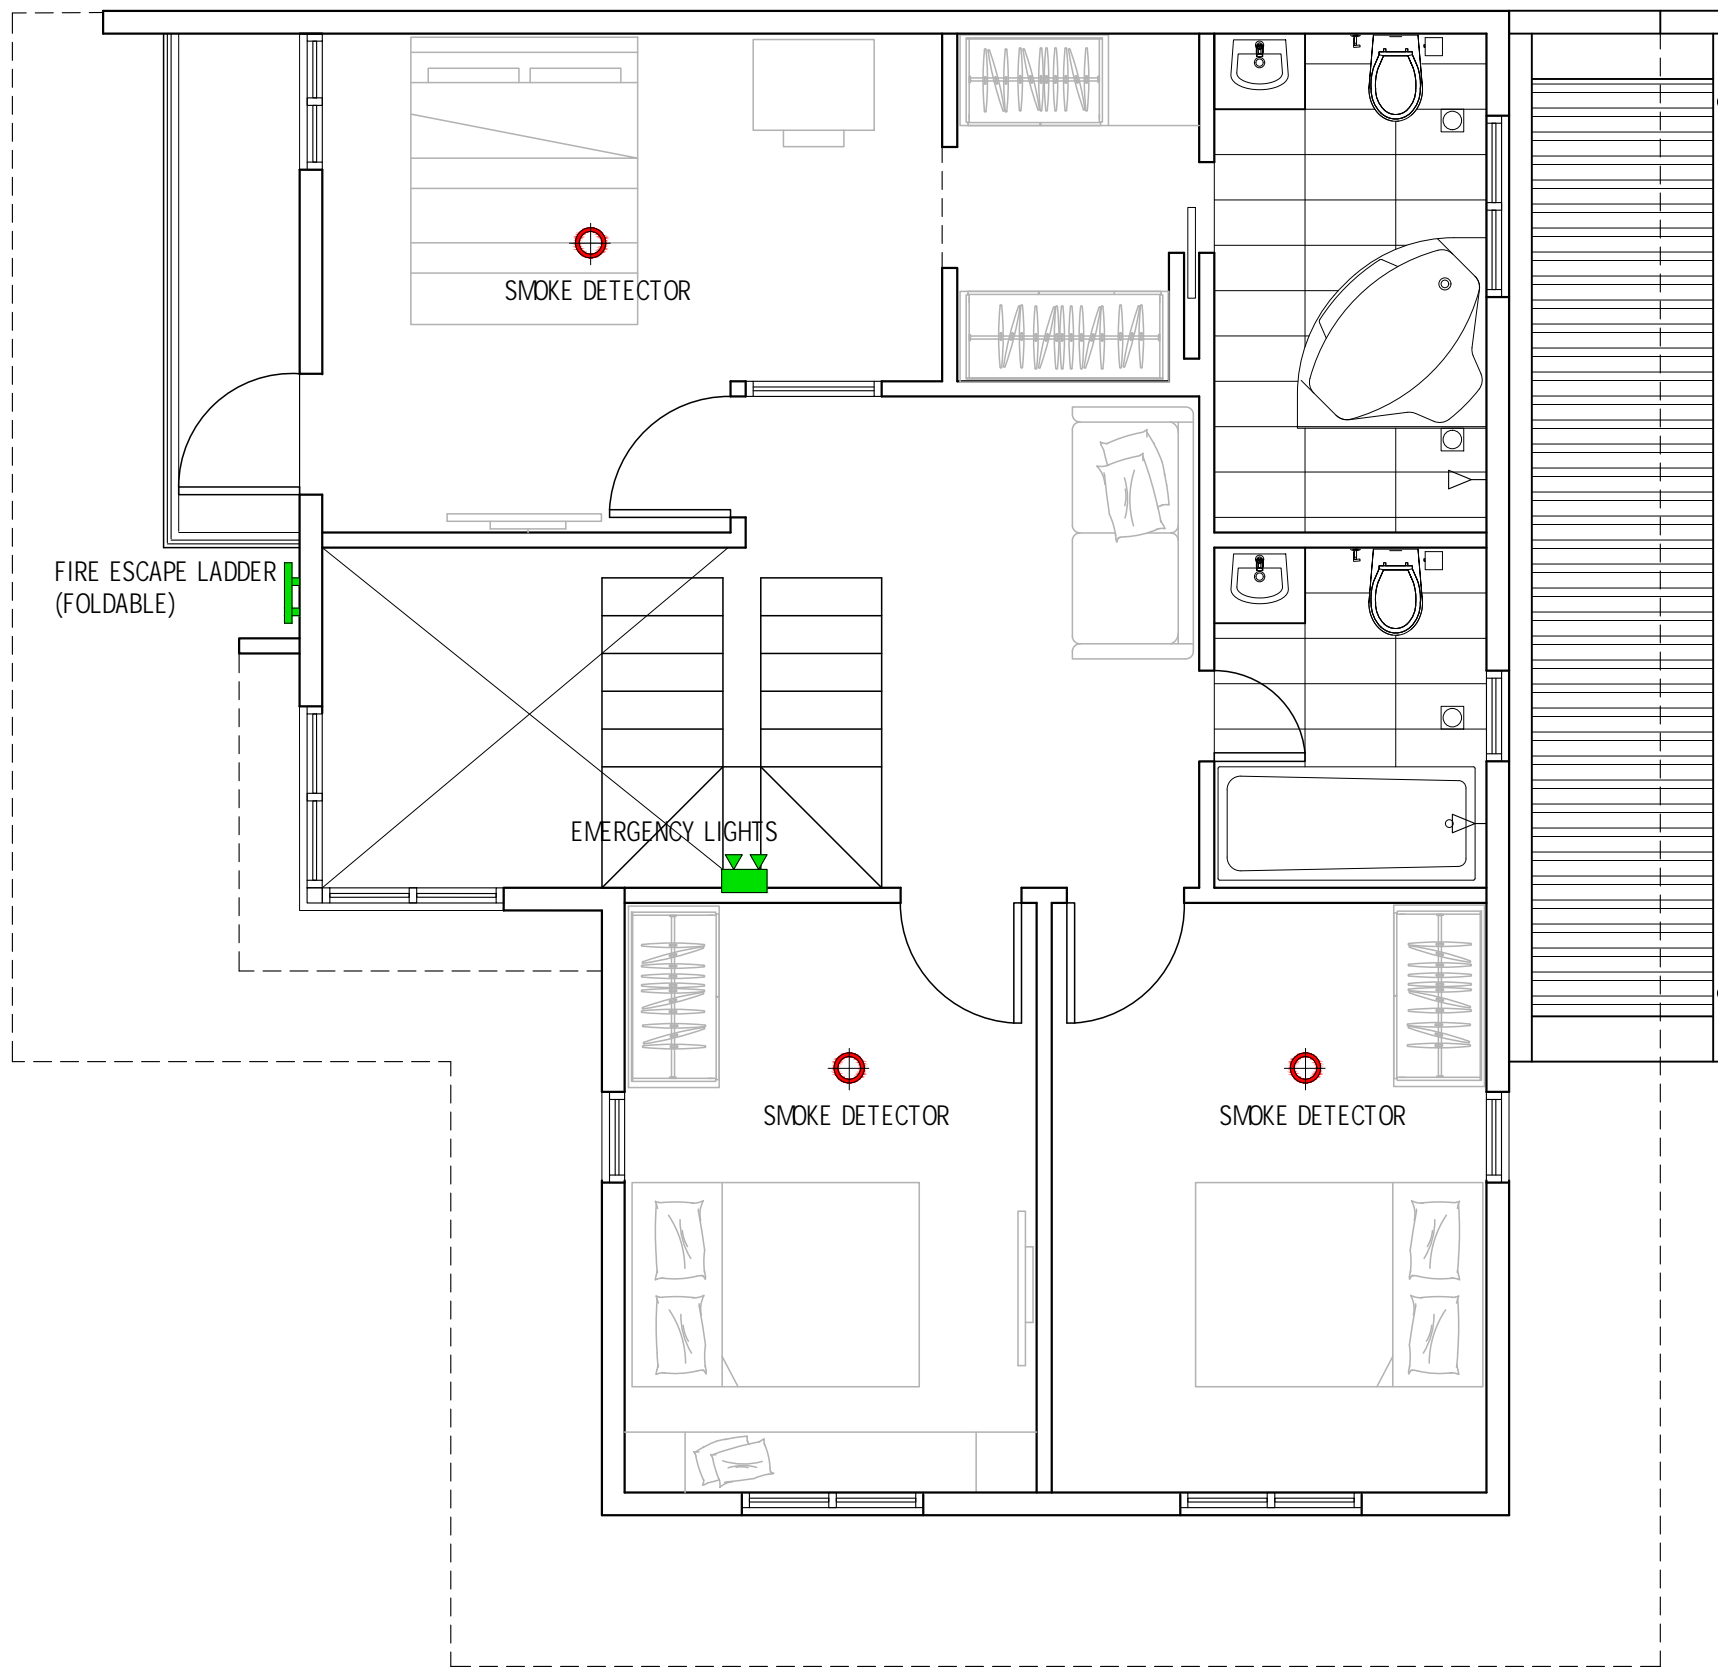 SMOKE DETECTOR
FIRE ESCAPE LADDER
(FOLDABLE)
EMERGENCY LIGHTS
SMOKE DETECTOR
SMOKE DETECTOR